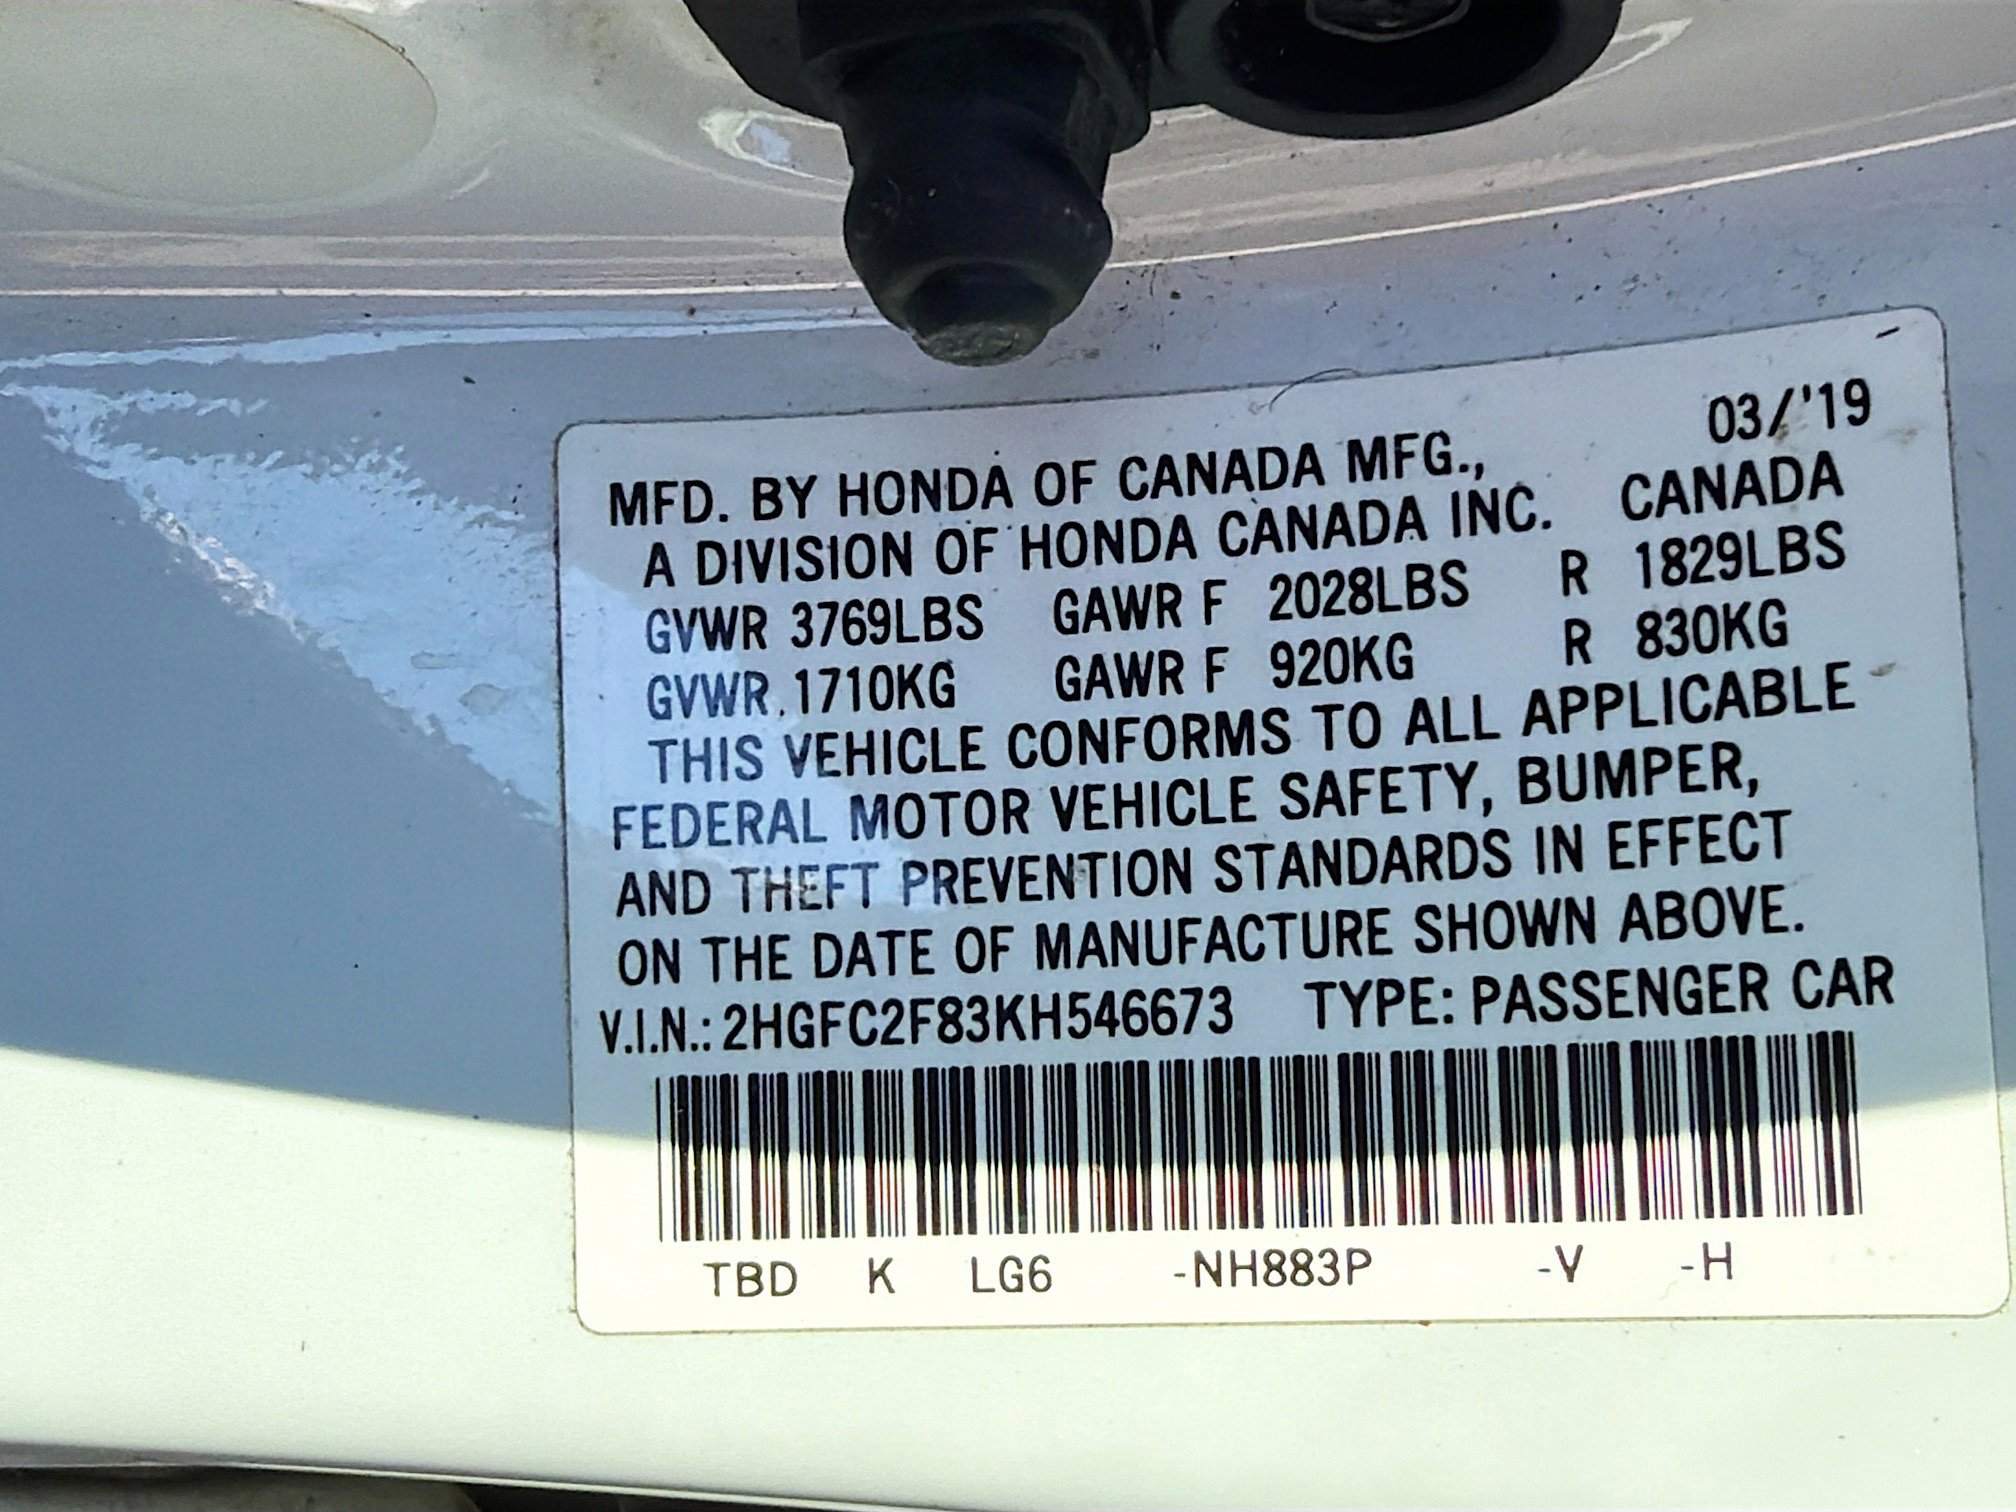 03/'19
MFD. BY HONDA OF CANADA MFG.,
A DIVISION OF HONDA CANADA INC. CANADA
GVWR 3769LBS GAWR F 2028LBS R 1829LBS
GVWR 1710KG GAWR F 920KG R 830KG
THIS VEHICLE CONFORMS TO ALL APPLICABLE
FEDERAL MOTOR VEHICLE SAFETY, BUMPER,
AND THEFT PREVENTION STANDARDS IN EFFECT
ON THE DATE OF MANUFACTURE SHOWN ABOVE.
V.I.N.: 2HGFC2F83KH546673 TYPE: PASSENGER CAR
TBD K LG6 -NH883P -V -H